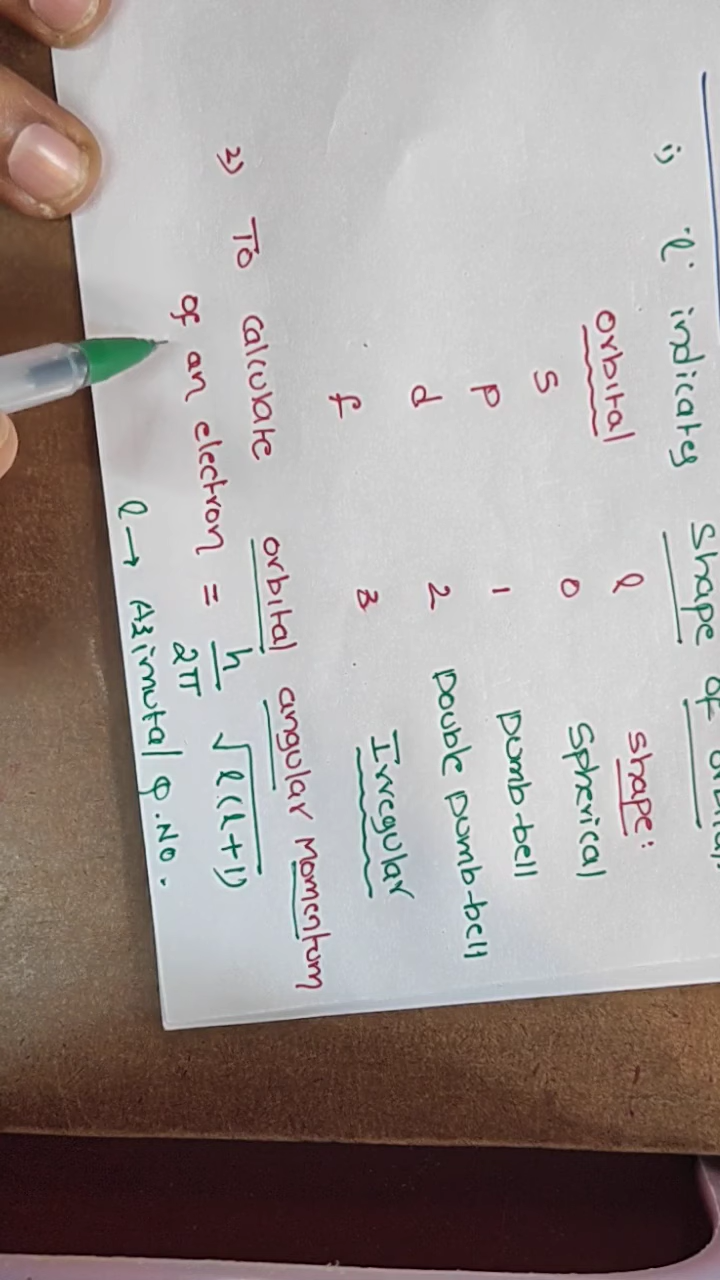 i) 'l' indicates shape of orbital.
orbital l shape:
s 0 Spherical
p 1 Dumb-bell
d 2 Double Dumb-bell
f 3 Irregular
2) To calculate orbital angular Momentum
of an electron = h/2π √l(l+1)
l → Azimutal Q.No.